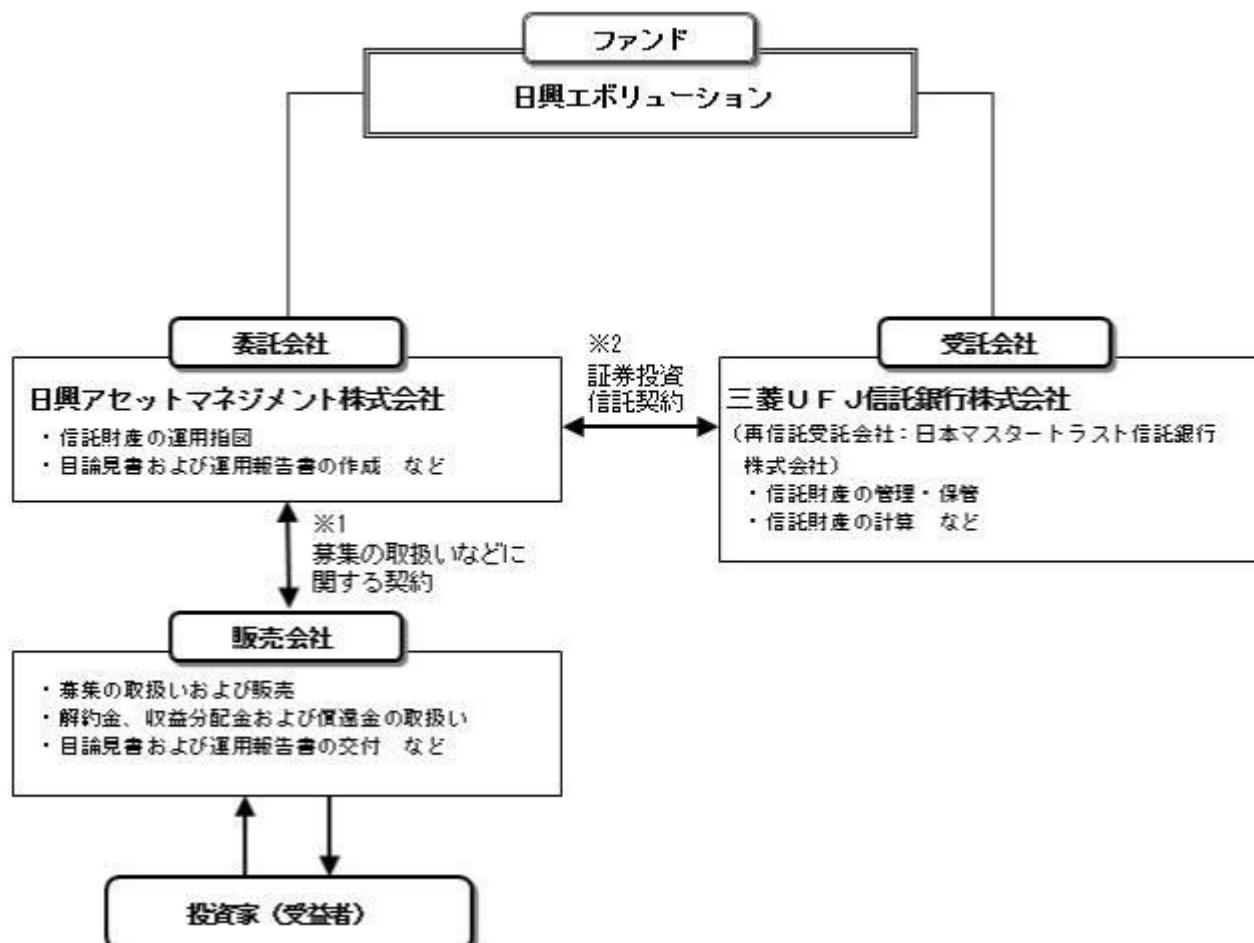 ファンド
日興エボリューション
委託会社
日興アセットマネジメント株式会社
・信託財産の運用指図
・目論見書および運用報告書の作成　など
※2
証券投資
信託契約
受託会社
三菱ＵＦＪ信託銀行株式会社
（再信託受託会社：日本マスタートラスト信託銀行
株式会社）
・信託財産の管理・保管
・信託財産の計算　など
※1
募集の取扱いなどに
関する契約
販売会社
・募集の取扱いおよび販売
・解約金、収益分配金および償還金の取扱い
・目論見書および運用報告書の交付　など
投資家（受益者）